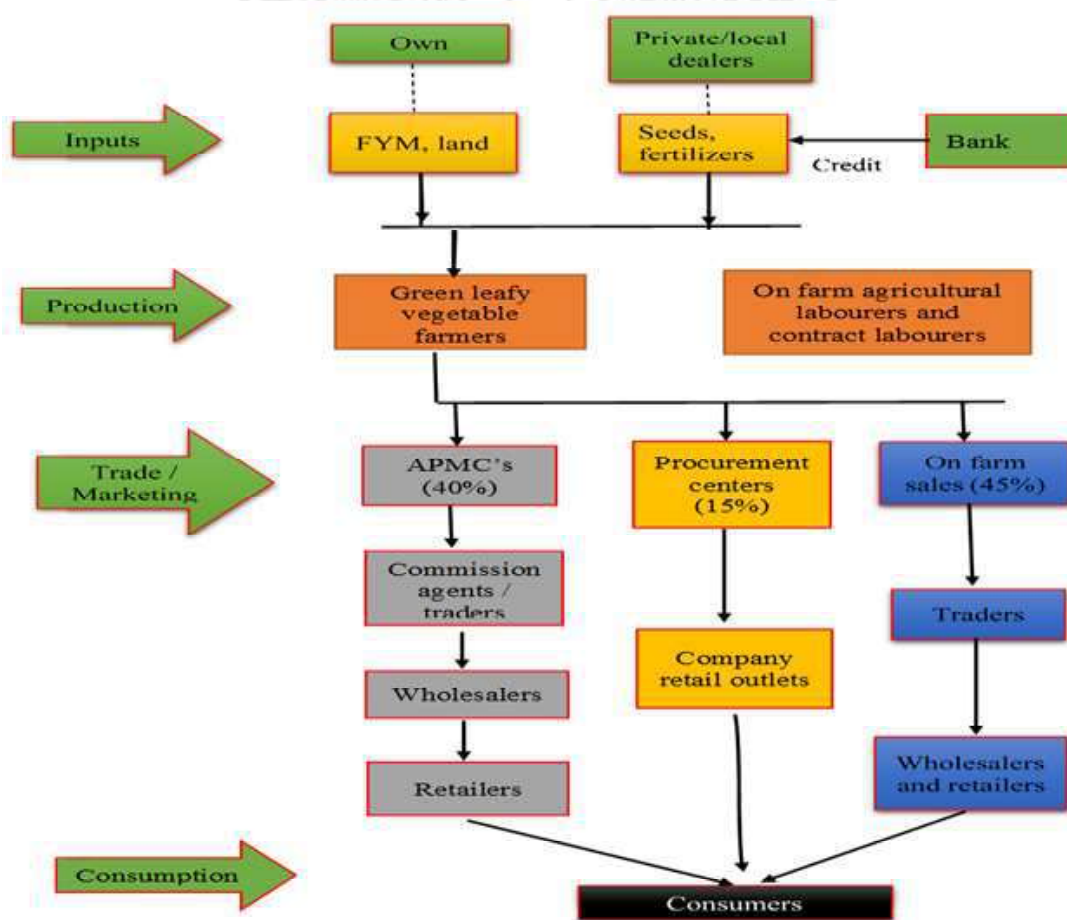 Own
Private/local
dealers
Inputs
FYM, land
Seeds,
fertilizers
Bank
Credit
Production
Green leafy
vegetable
farmers
On farm agricultural
labourers and
contract labourers
Trade /
Marketing
APMC's
(40%)
Procurement
centers
(15%)
On farm
sales (45%)
Commission
agents /
traders
Traders
Company
retail outlets
Wholesalers
Wholesalers
and retailers
Retailers
Consumption
Consumers